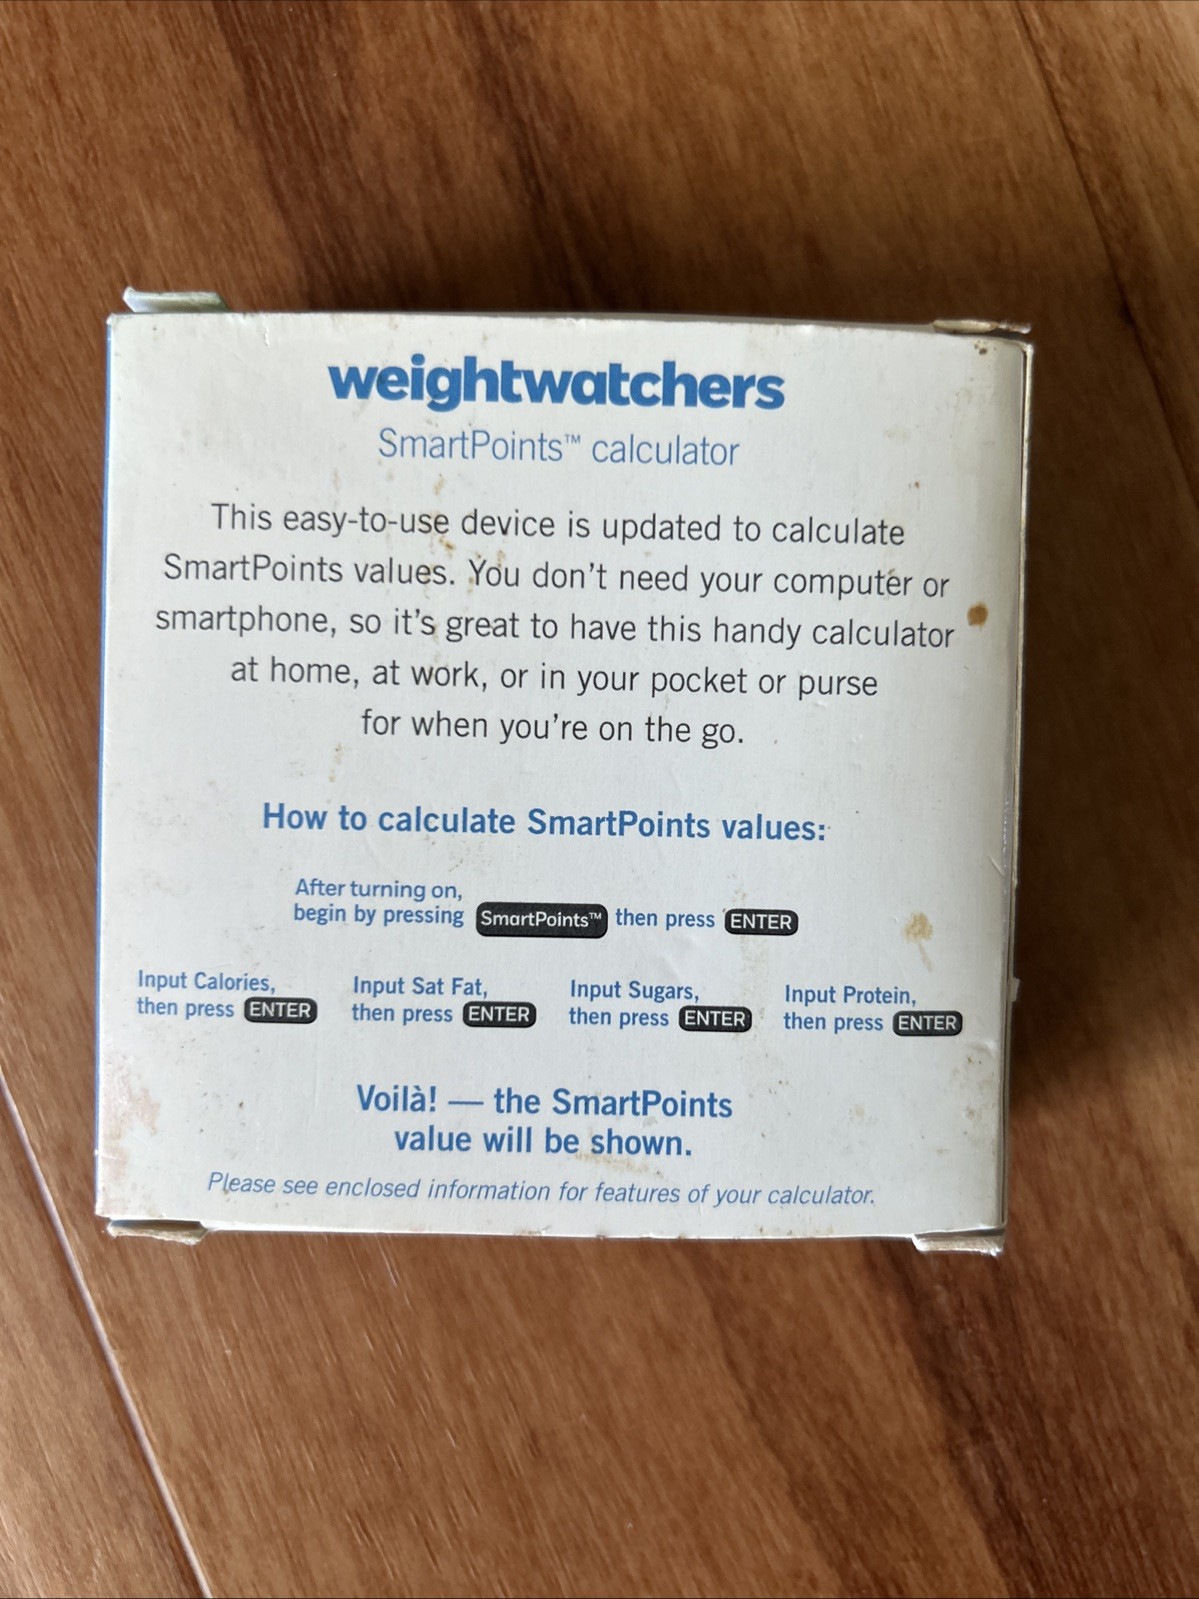 weightwatchers
SmartPoints™ calculator
This easy-to-use device is updated to calculate
SmartPoints values. You don't need your computer or
smartphone, so it's great to have this handy calculator
at home, at work, or in your pocket or purse
for when you're on the go.
How to calculate SmartPoints values:
After turning on,
begin by pressing SmartPoints™ then press ENTER
Input Calories,
then press ENTER
Input Sat Fat,
then press ENTER
Input Sugars,
then press ENTER
Input Protein,
then press ENTER
Voilà! — the SmartPoints
value will be shown.
Please see enclosed information for features of your calculator.